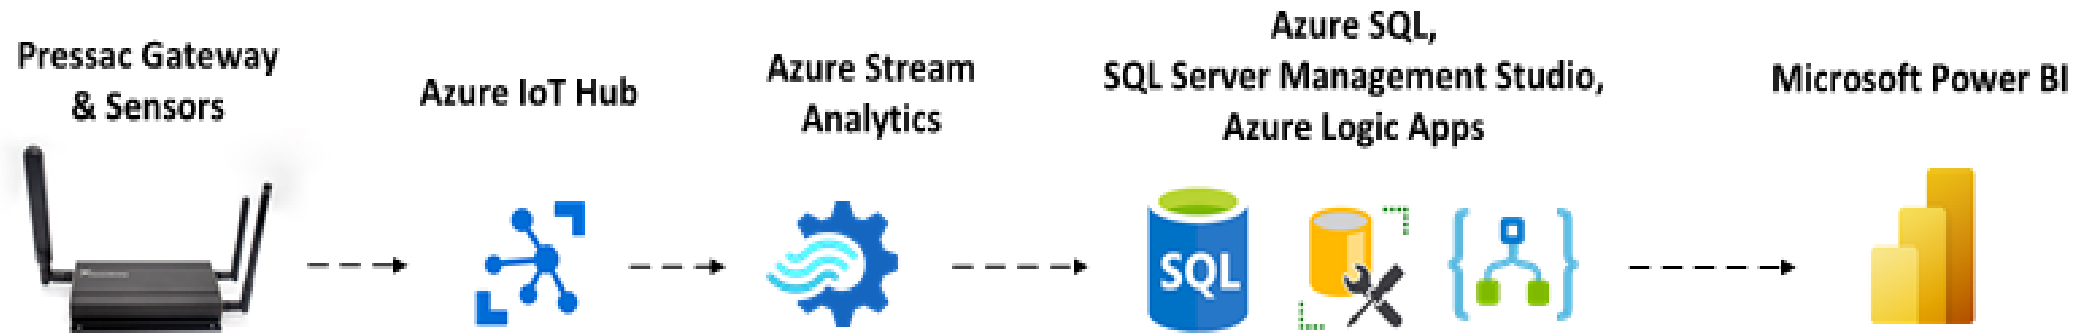 Pressac Gateway
& Sensors
Azure IoT Hub
Azure Stream
Analytics
Azure SQL,
SQL Server Management Studio,
Azure Logic Apps
Microsoft Power BI
SQL